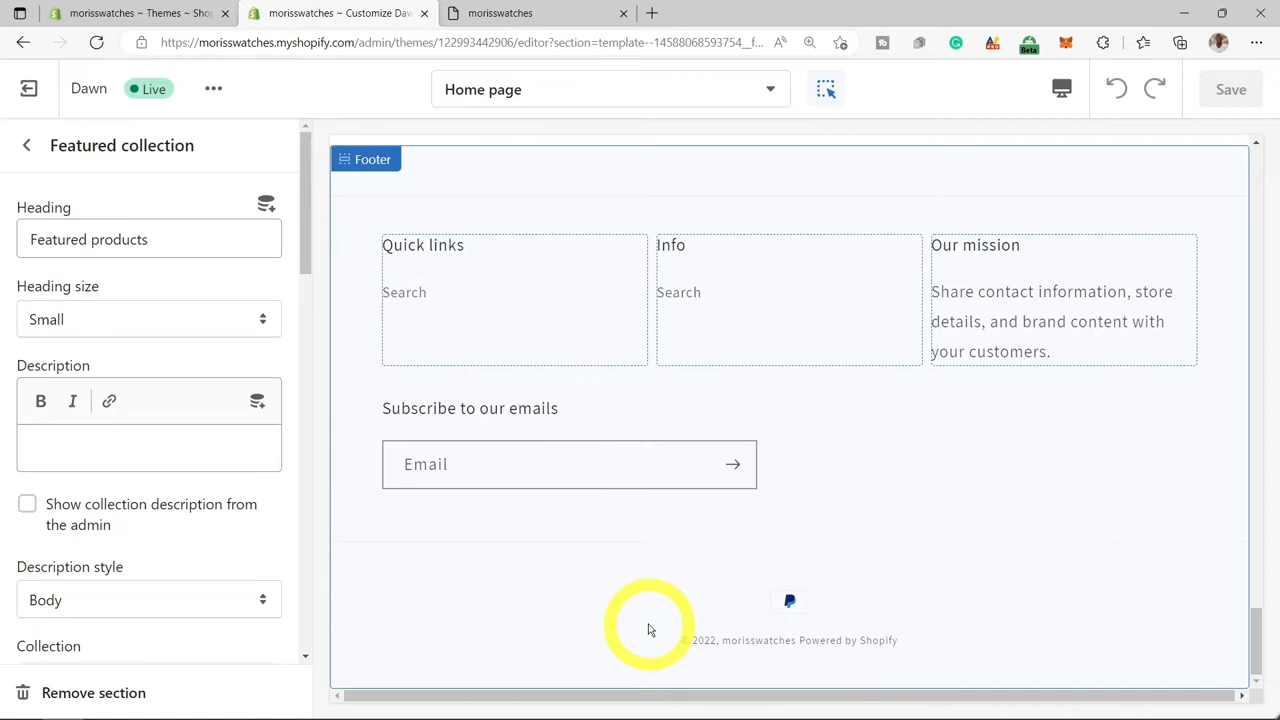 morisswatches ~ Themes ~ Shop
morisswatches ~ Customize Daw
morisswatches
https://morisswatches.myshopify.com/admin/themes/122993442906/editor?section=template--14588068593754__f...
Beta
Dawn
Live
Home page
Save
Featured collection
Heading
Featured products
Heading size
Small
Description
B I
Show collection description from
the admin
Description style
Body
Collection
Remove section
Footer
Quick links
Info
Our mission
Search
Search
Share contact information, store
details, and brand content with
your customers.
Subscribe to our emails
Email
© 2022, morisswatches Powered by Shopify